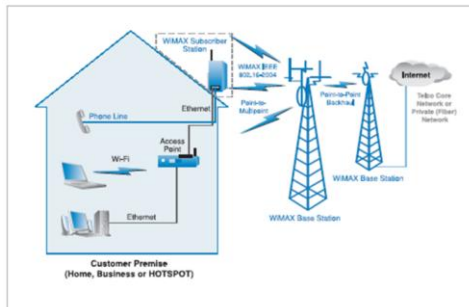 WiMAX Subscriber
Station
WiMAX IEEE
802.16-2004
Ethernet
Point-to
Multipoint
Point-to-Point
Backhaul
Internet
Telco Core
Network or
Private (Fiber)
Network
Phone Line
Access
Point
Wi-Fi
WiMAX Base Station
WiMAX Base Station
Ethernet
Customer Premise
(Home, Business or HOTSPOT)